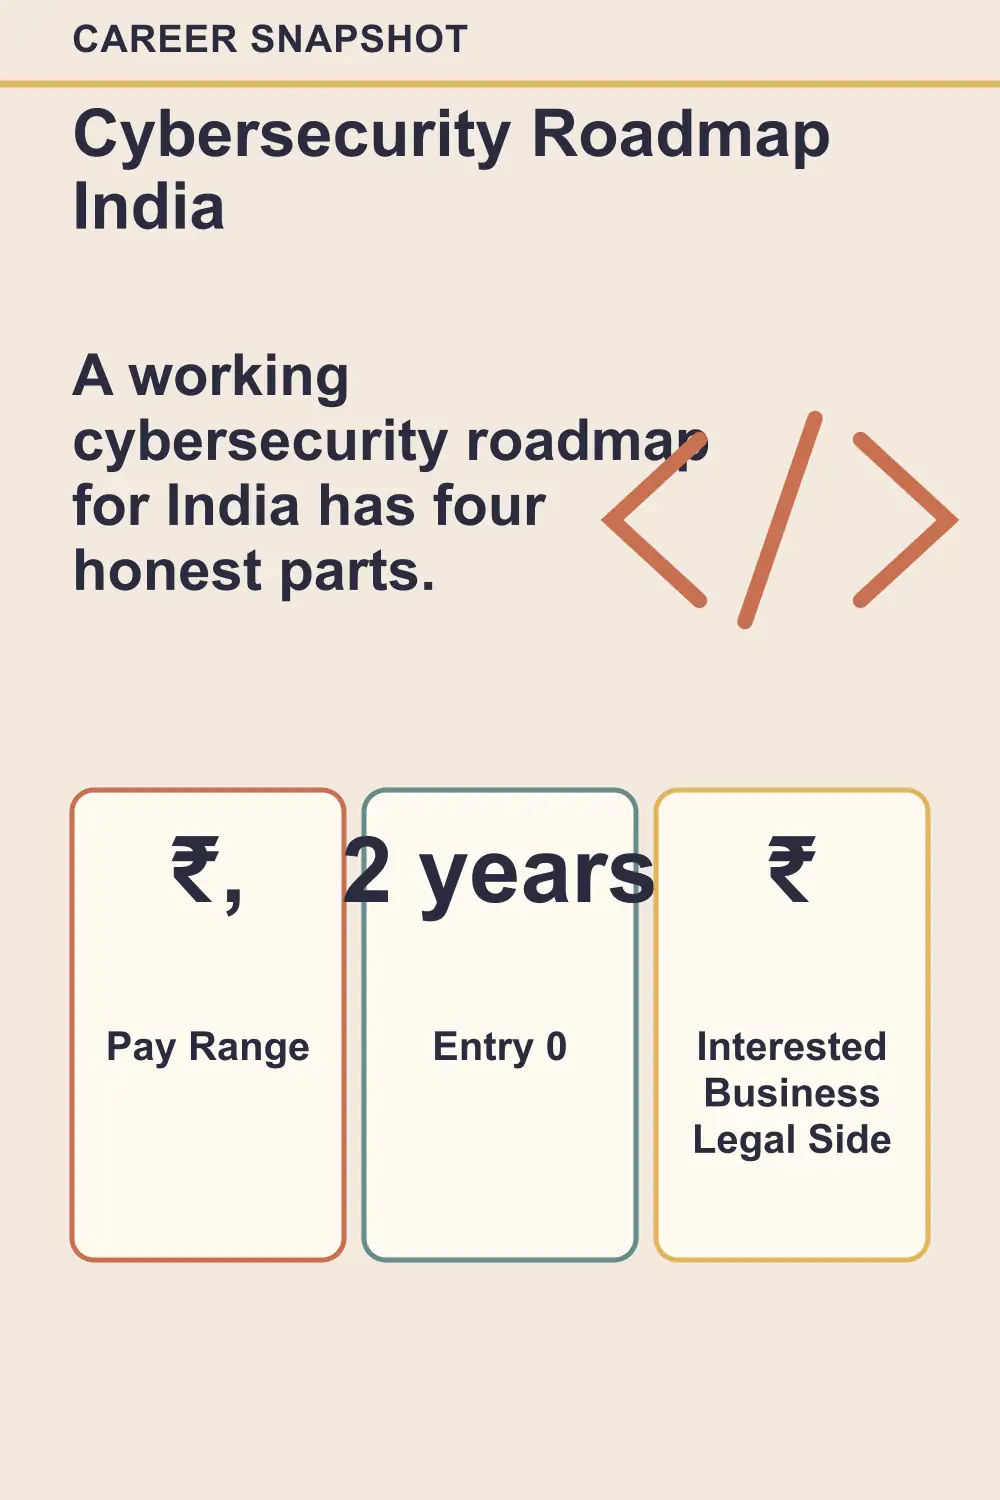 CAREER SNAPSHOT
Cybersecurity Roadmap
India
A working
cybersecurity roadmap
for India has four
honest parts.
₹,
2 years
₹
Pay Range
Entry 0
Interested
Business
Legal Side